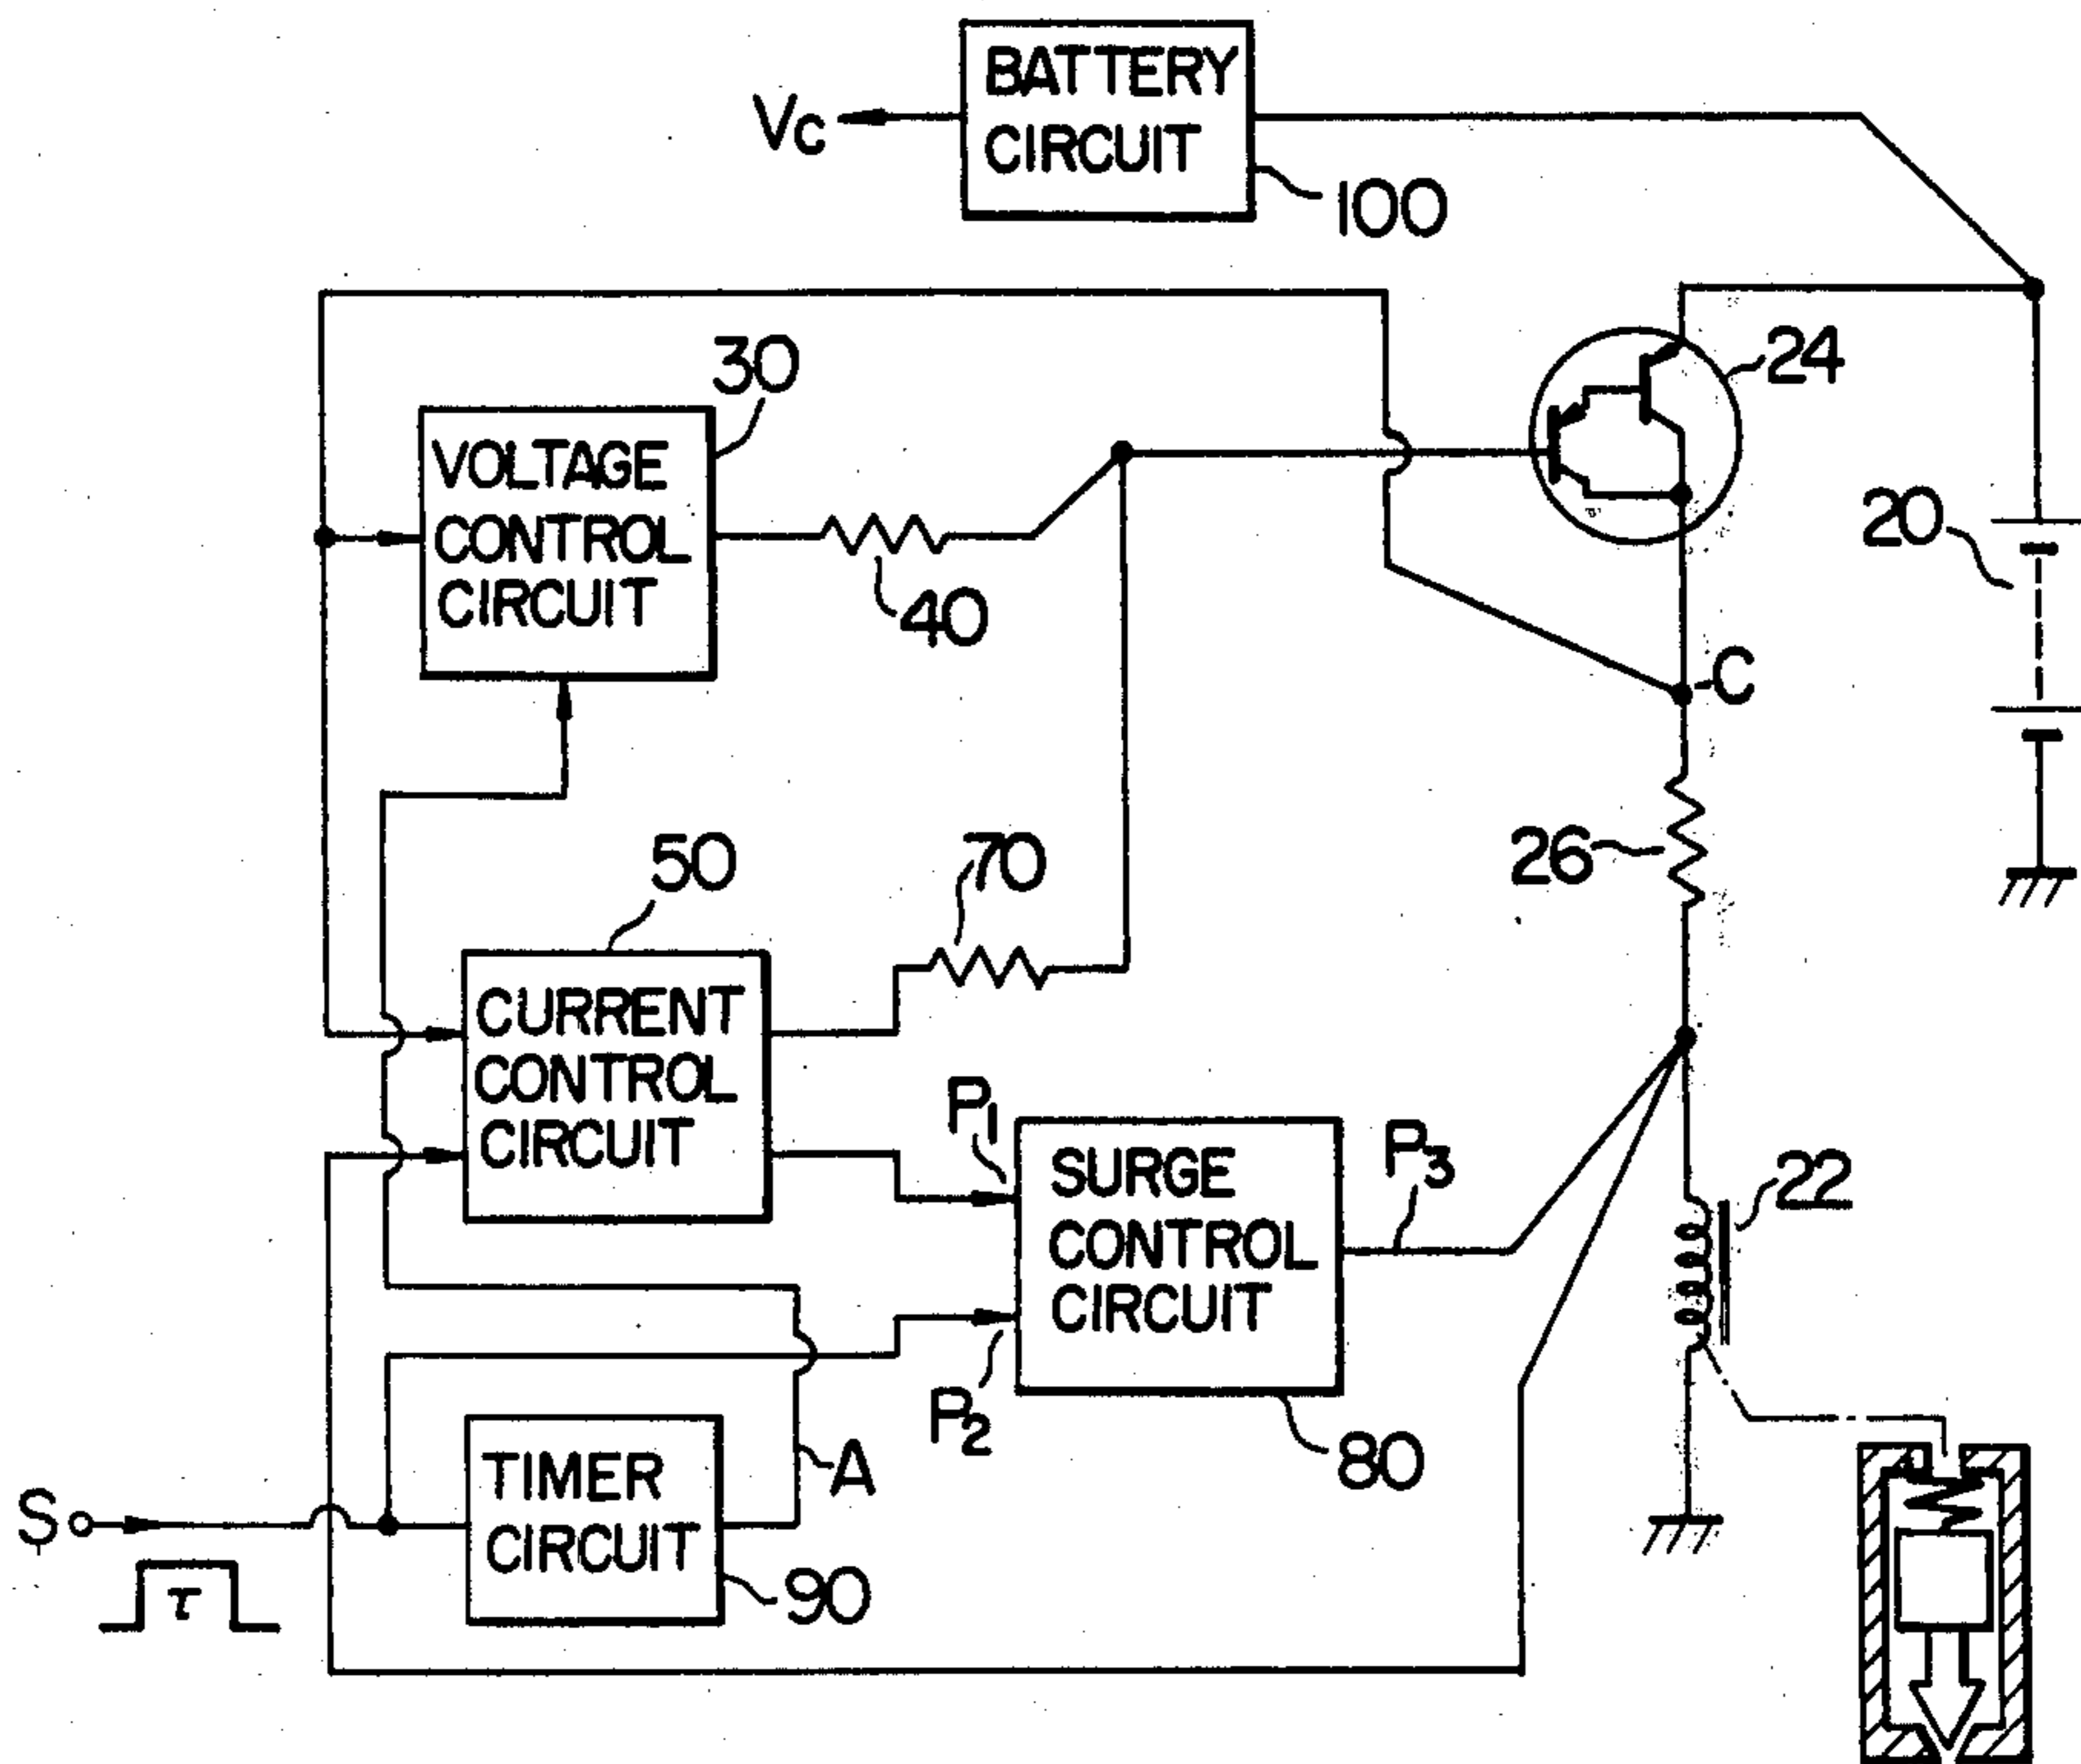 BATTERY
CIRCUIT
Vc
100
30
24
VOLTAGE
CONTROL
CIRCUIT
20
40
C
50
70
26
CURRENT
CONTROL
CIRCUIT
P1
SURGE
CONTROL
CIRCUIT
P3
22
P2
A
80
TIMER
CIRCUIT
S
90
τ